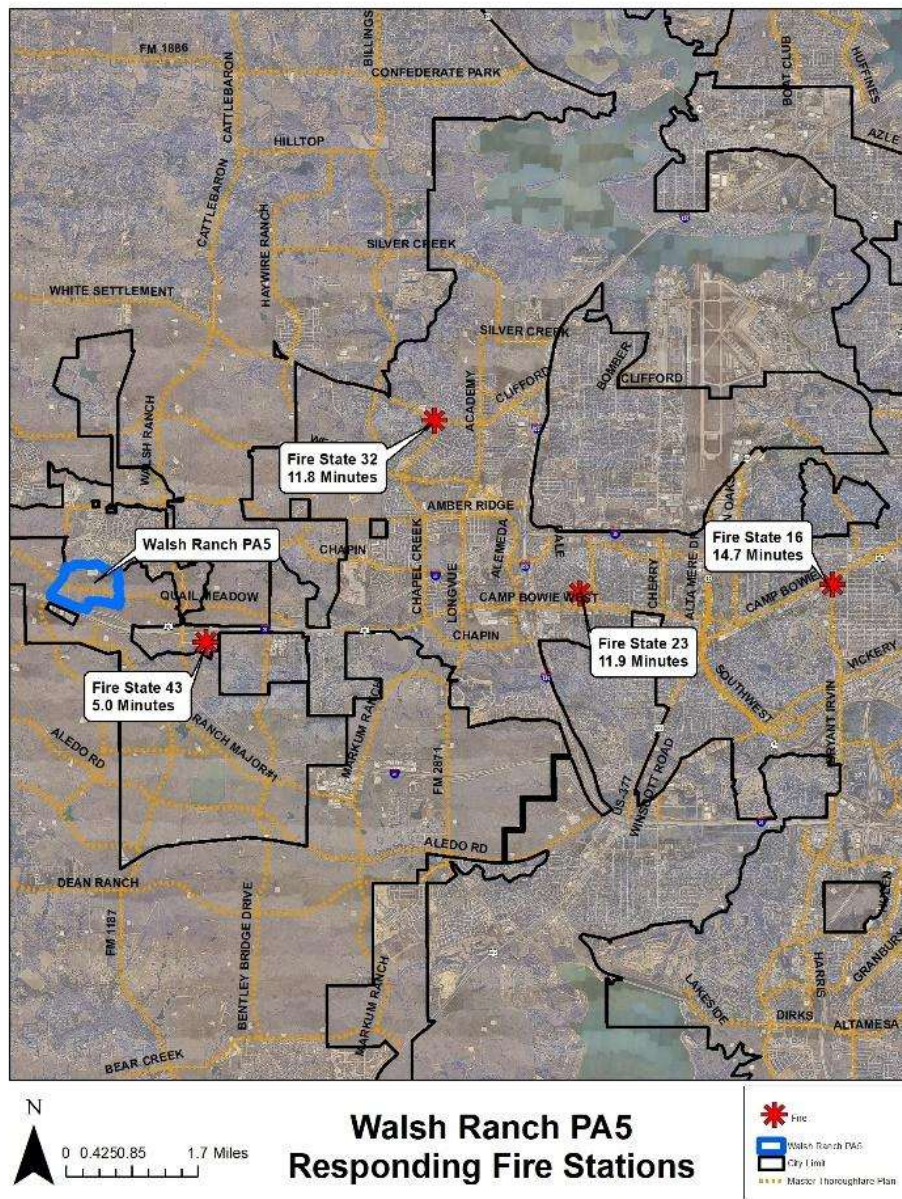 FM 1886
BILLINGS
CONFEDERATE PARK
BOAT CLUB
HUFFINES
CATTLEBARON
HILLTOP
AZLE
CATTLEBARON
HAYWIRE RANCH
SILVER CREEK
WHITE SETTLEMENT
SILVER CREEK
BOMBER
CLIFFORD
CLIFFORD
ACADEMY
WALSH RANCH
Fire State 32
11.8 Minutes
AMBER RIDGE
Fire State 16
14.7 Minutes
Walsh Ranch PA5
CHAPIN
CHAPEL CREEK
LONGVUE
ALEMEDA
CHERRY
CAMP BOWIE
QUAIL MEADOW
CAMP BOWIE WEST
CHAPIN
Fire State 23
11.9 Minutes
VICKERY
Fire State 43
5.0 Minutes
SOUTHWEST
BRYANT IRVIN
ALEDO RD
RANCH MAJOR#1
MARKUM RANCH
FM 2871
US-377
WINSCOTT ROAD
ALEDO RD
DEAN RANCH
FM 1187
BENTLEY BRIDGE DRIVE
MARKUM RANCH
HARRIS
GRANBURY
LAKESIDE
DIRKS
ALTAMESA
BEAR CREEK
N
0 0.4250.85 1.7 Miles
Walsh Ranch PA5
Responding Fire Stations
Fire
Walsh Ranch PA5
City Limit
Master Thoroughfare Plan